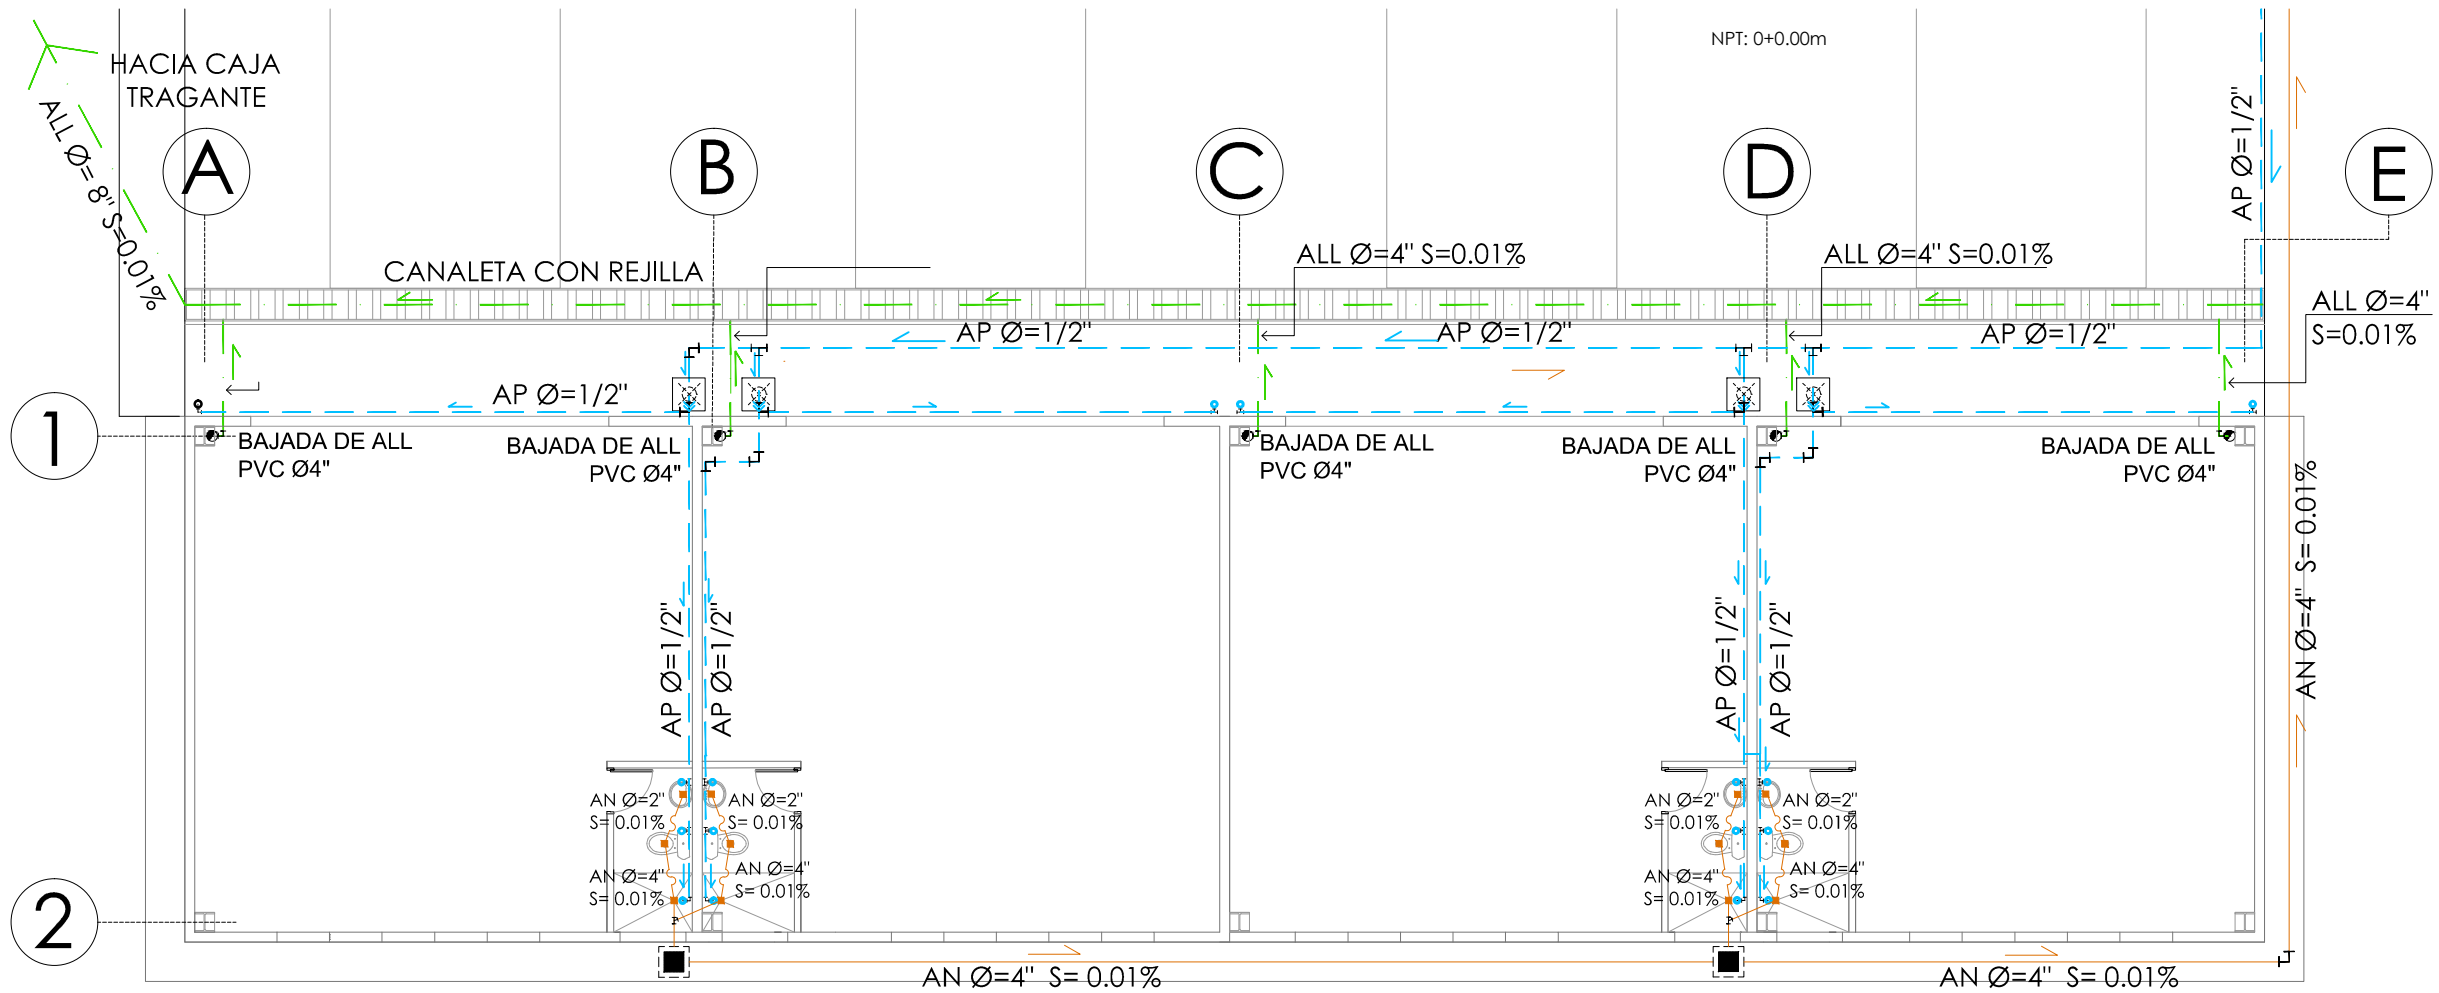 NPT: 0+0.00m
HACIA CAJA
TRAGANTE
ALL Ø= 8" S=0.01%
A
B
C
D
E
AP Ø=1/2"
CANALETA CON REJILLA
ALL Ø=4" S=0.01%
ALL Ø=4" S=0.01%
ALL Ø=4"
S=0.01%
AP Ø=1/2"
AP Ø=1/2"
AP Ø=1/2"
AP Ø=1/2"
1
BAJADA DE ALL
PVC Ø4"
BAJADA DE ALL
PVC Ø4"
BAJADA DE ALL
PVC Ø4"
BAJADA DE ALL
PVC Ø4"
BAJADA DE ALL
PVC Ø4"
AP Ø=1/2"
AP Ø=1/2"
AP Ø=1/2"
AP Ø=1/2"
AN Ø=4" S= 0.01%
AN Ø=2"
S= 0.01%
AN Ø=2"
S= 0.01%
AN Ø=2"
S= 0.01%
AN Ø=2"
S= 0.01%
AN Ø=4"
S= 0.01%
AN Ø=4"
S= 0.01%
AN Ø=4"
S= 0.01%
AN Ø=4"
S= 0.01%
2
AN Ø=4" S= 0.01%
AN Ø=4" S= 0.01%